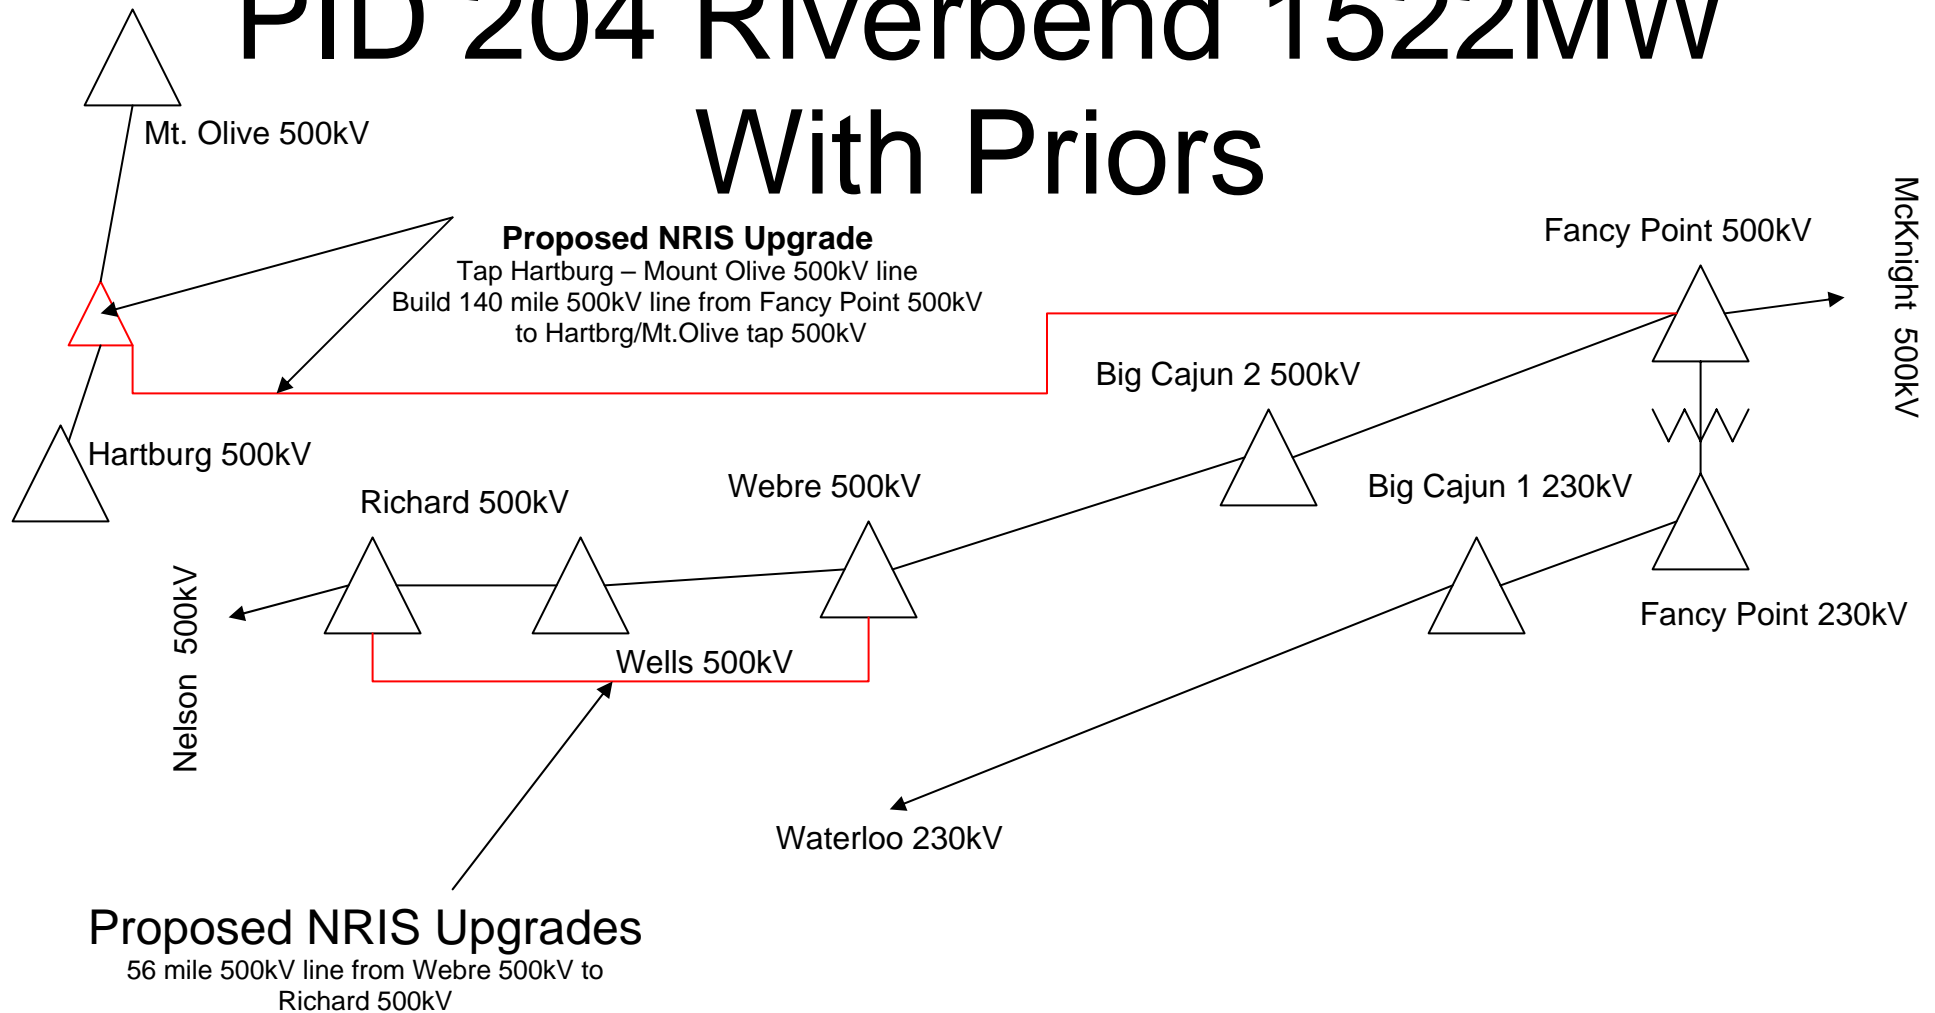 PID 204 Riverbend 1522MW
With Priors
Mt. Olive 500kV
Proposed NRIS Upgrade
Tap Hartburg – Mount Olive 500kV line
Build 140 mile 500kV line from Fancy Point 500kV
to Hartbrg/Mt.Olive tap 500kV
Fancy Point 500kV
McKnight 500kV
Big Cajun 2 500kV
Hartburg 500kV
Richard 500kV
Webre 500kV
Big Cajun 1 230kV
Nelson 500kV
Fancy Point 230kV
Wells 500kV
Waterloo 230kV
Proposed NRIS Upgrades
56 mile 500kV line from Webre 500kV to
Richard 500kV